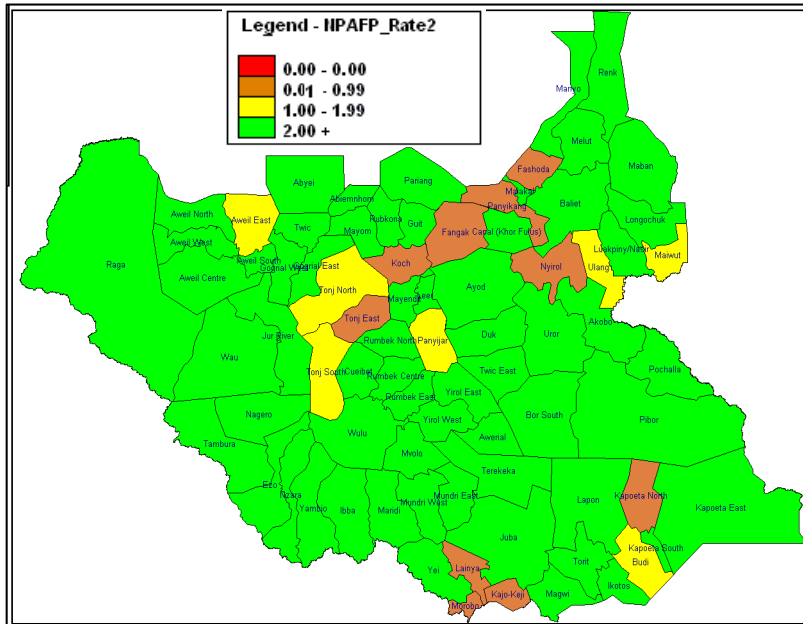 Legend - NPAFP_Rate2
0.00 - 0.00
0.01 - 0.99
1.00 - 1.99
2.00 +
Renk
Manyo
Melut
Maban
Fashoda
Abyei
Pariang
Malakal
Baliet
Abiemnhom
Panyikang
Aweil North
Aweil East
Twic
Rubkona
Guit
Longochuk
Mayom
Fangak
Canal (Khor Fulus)
Aweil West
Luakpiny/Nasir
Maiwut
Raga
Aweil South
Gogrial West
Gogrial East
Koch
Nyirol
Ulang
Aweil Centre
Tonj North
Mayendit
Leer
Ayod
Tonj East
Akobo
Jur River
Rumbek North
Panyijar
Duk
Uror
Wau
Pochalla
Tonj South
Cueibet
Rumbek Centre
Twic East
Rumbek East
Yirol East
Nagero
Yirol West
Bor South
Pibor
Wulu
Awerial
Tambura
Mvolo
Terekeka
Ezo
Nzara
Yambio
Ibba
Maridi
Mundri West
Mundri East
Lapon
Kapoeta North
Kapoeta East
Juba
Kapoeta South
Yei
Lainya
Torit
Budi
Ikotos
Morobo
Kajo-Keji
Magwi